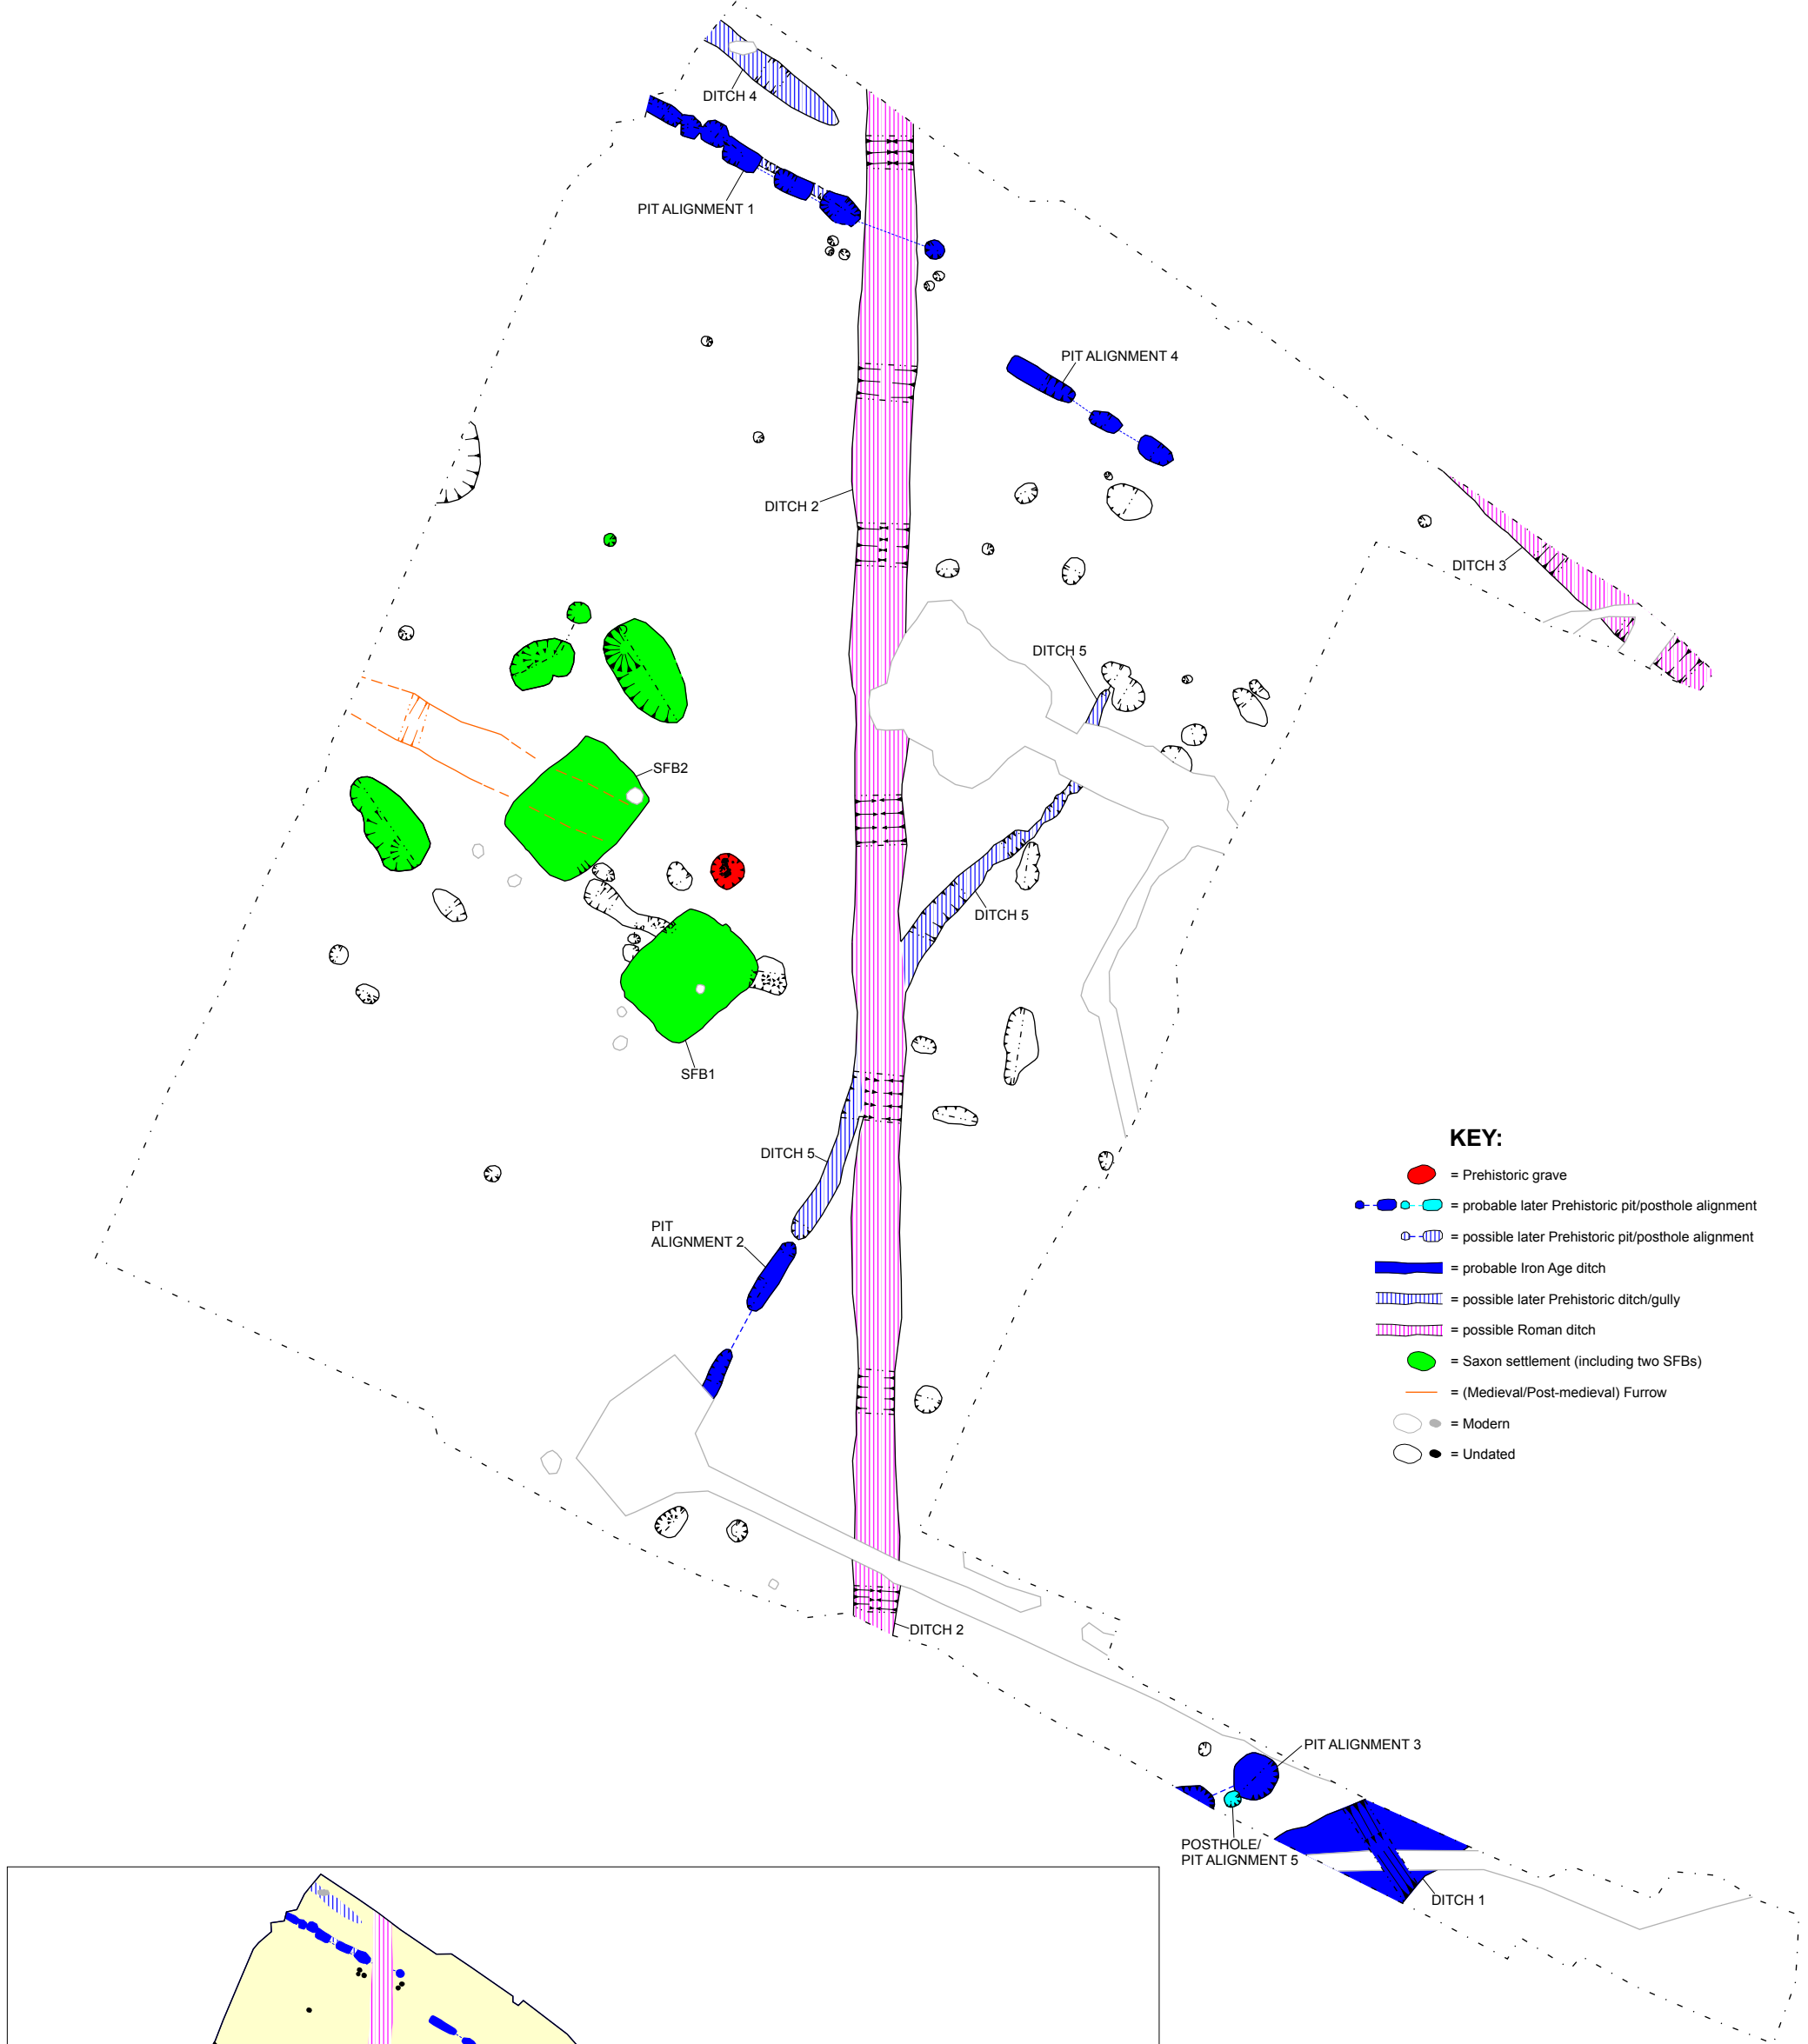 DITCH 4
PIT ALIGNMENT 1
PIT ALIGNMENT 4
DITCH 2
DITCH 3
DITCH 5
SFB2
DITCH 5
SFB1
DITCH 5
PIT
ALIGNMENT 2
KEY:
= Prehistoric grave
= probable later Prehistoric pit/posthole alignment
= possible later Prehistoric pit/posthole alignment
= probable Iron Age ditch
= possible later Prehistoric ditch/gully
= possible Roman ditch
= Saxon settlement (including two SFBs)
= (Medieval/Post-medieval) Furrow
= Modern
= Undated
DITCH 2
PIT ALIGNMENT 3
POSTHOLE/
PIT ALIGNMENT 5
DITCH 1